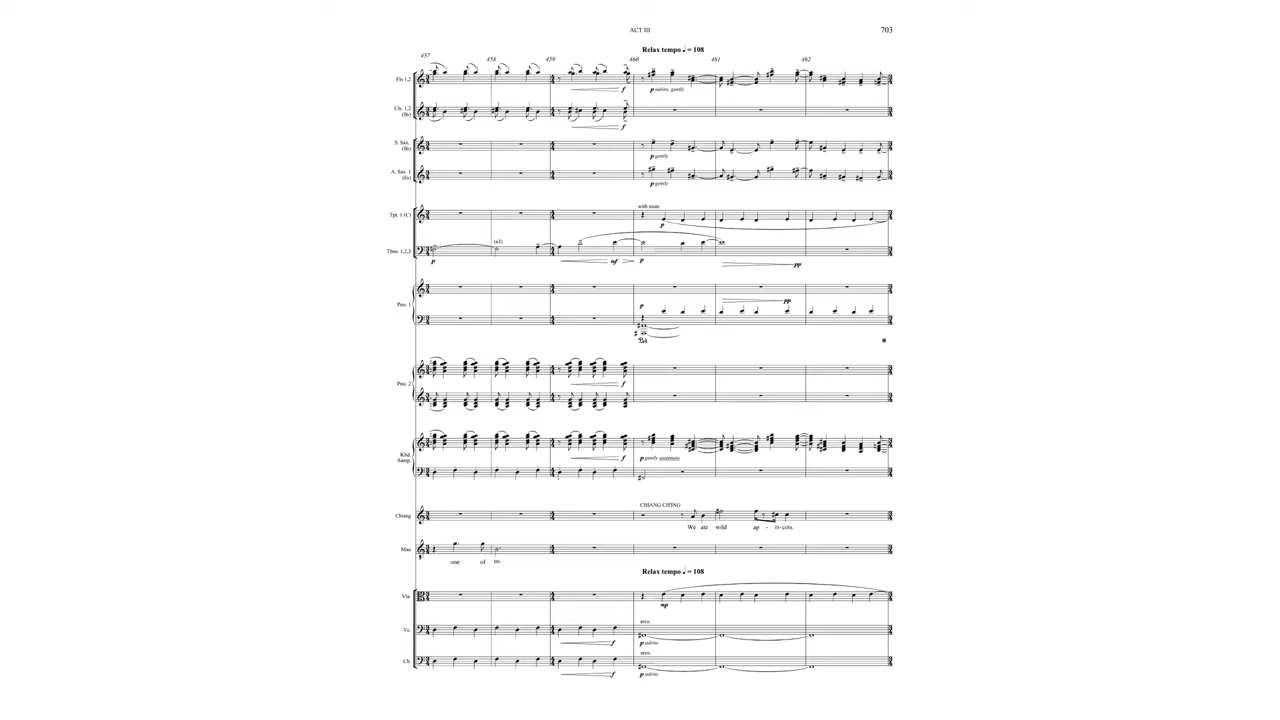 ACT III
703
Relax tempo ♩ = 108
457 458 459 460 461 462
Fls 1,2
f
p subito, gently
Cls. 1,2
(B♭)
f
S. Sax.
(B♭)
p gently
A. Sax. 1
(E♭)
p gently
with mute
Tpt. 1 (C)
p
(a3)
Tbns. 1,2,3
p mf p pp
Pno. 1
p pp
Ped.
Pno. 2
f
Kbd.
Samp.
f p gently sostenuto
CHIANG CH'ING
Chiang
We ate wild ap - ri-cots.
Mao
one of us.
Relax tempo ♩ = 108
Vla.
mp
arco.
Vc.
f p subito
arco.
Cb.
f p subito